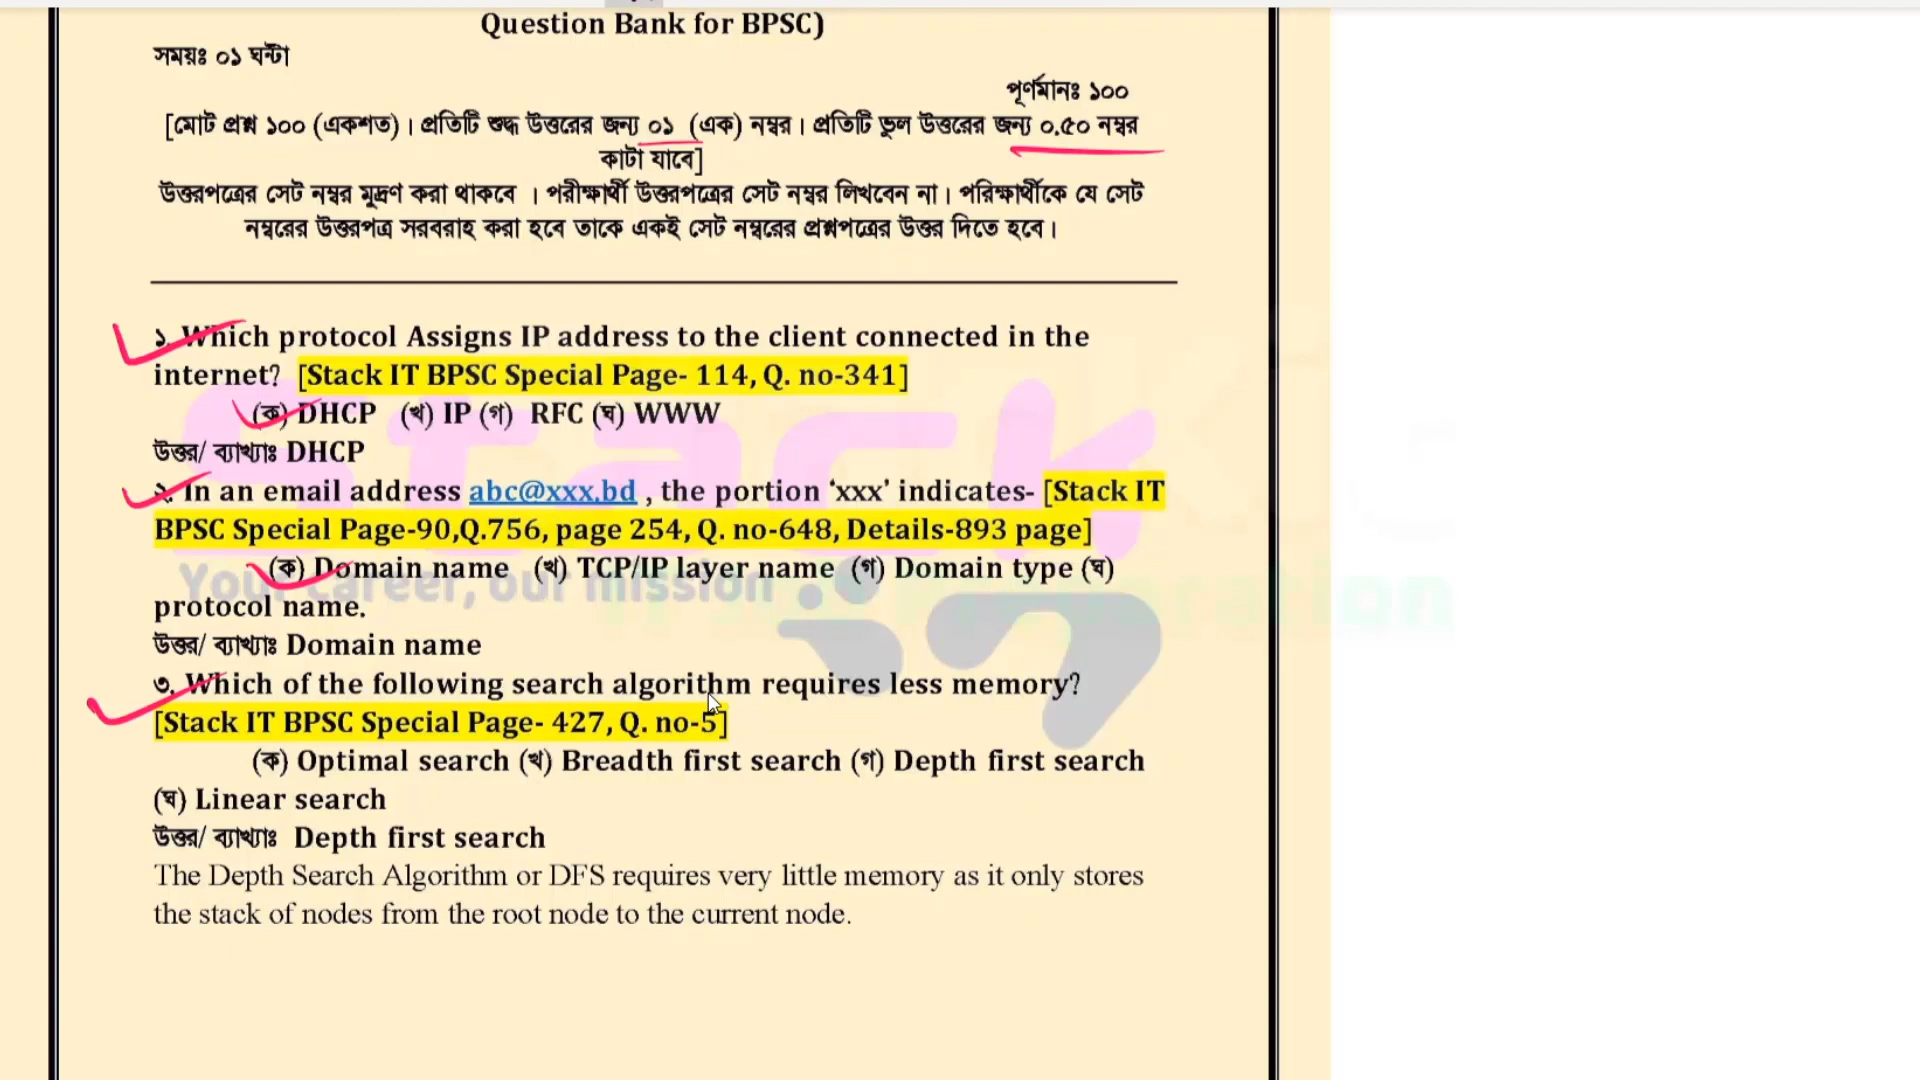 Question Bank for BPSC)
সময়ঃ ০১ ঘন্টা
পূর্ণমানঃ ১০০
[মোট প্রশ্ন ১০০ (একশত)। প্রতিটি শুদ্ধ উত্তরের জন্য ০১ (এক) নম্বর। প্রতিটি ভুল উত্তরের জন্য ০.৫০ নম্বর
কাটা যাবে]
উত্তরপত্রের সেট নম্বর মুদ্রণ করা থাকবে । পরীক্ষার্থী উত্তরপত্রের সেট নম্বর লিখবেন না। পরিক্ষার্থীকে যে সেট
নম্বরের উত্তরপত্র সরবরাহ করা হবে তাকে একই সেট নম্বরের প্রশ্নপত্রের উত্তর দিতে হবে।
১. Which protocol Assigns IP address to the client connected in the
internet? [Stack IT BPSC Special Page- 114, Q. no-341]
(ক) DHCP (খ) IP (গ) RFC (ঘ) WWW
উত্তর/ ব্যাখ্যাঃ DHCP
২. In an email address abc@xxx.bd , the portion ‘xxx’ indicates- [Stack IT
BPSC Special Page-90,Q.756, page 254, Q. no-648, Details-893 page]
(ক) Domain name (খ) TCP/IP layer name (গ) Domain type (ঘ)
protocol name.
উত্তর/ ব্যাখ্যাঃ Domain name
৩. Which of the following search algorithm requires less memory?
[Stack IT BPSC Special Page- 427, Q. no-5]
(ক) Optimal search (খ) Breadth first search (গ) Depth first search
(ঘ) Linear search
উত্তর/ ব্যাখ্যাঃ Depth first search
The Depth Search Algorithm or DFS requires very little memory as it only stores
the stack of nodes from the root node to the current node.
Stack
Your career, our mission